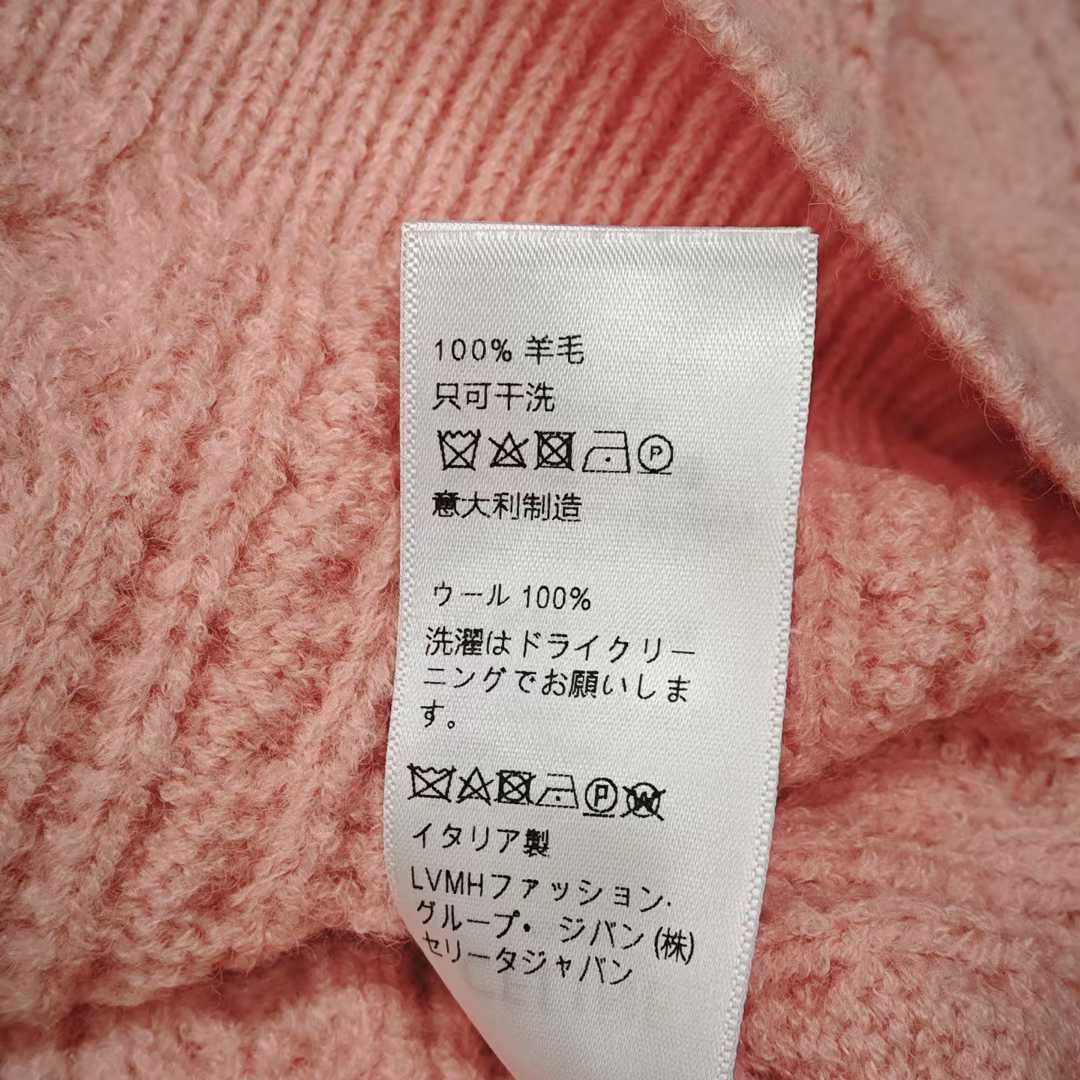 100% 羊毛
只可干洗
P
意大利制造
ウール 100%
洗濯はドライクリー
ニングでお願いしま
す。
P W
イタリア製
LVMHファッション.
グループ・ ジバン (株)
セリータジャパン